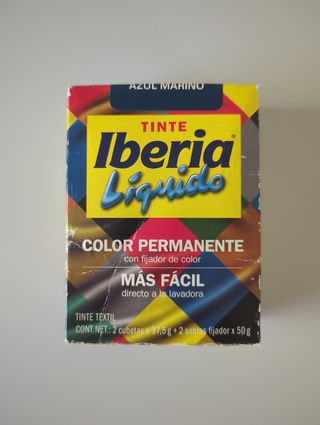 AZUL MARINO
TINTE
Iberia®
Líquido
COLOR PERMANENTE
con fijador de color
MÁS FÁCIL
directo a la lavadora
TINTE TEXTIL
CONT. NET.: 2 cubetas x 37,5 g + 2 sobres fijador x 50 g